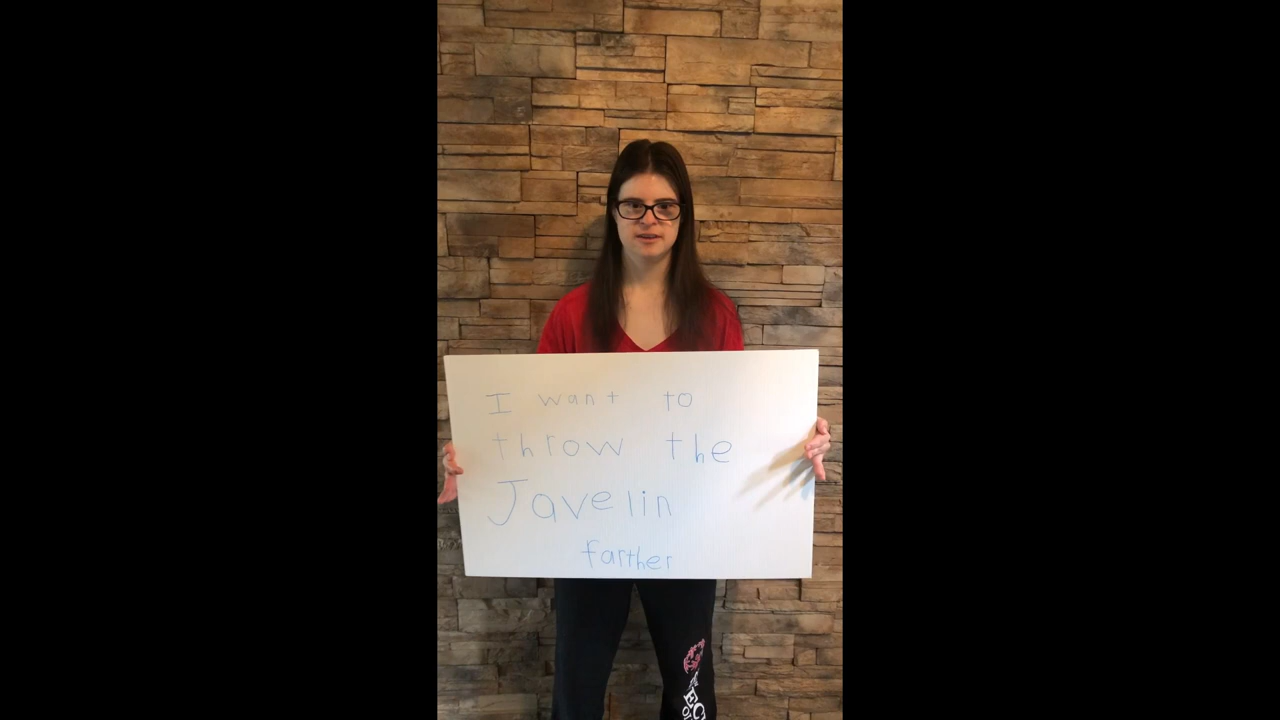 I want to
throw the
Javelin
farther